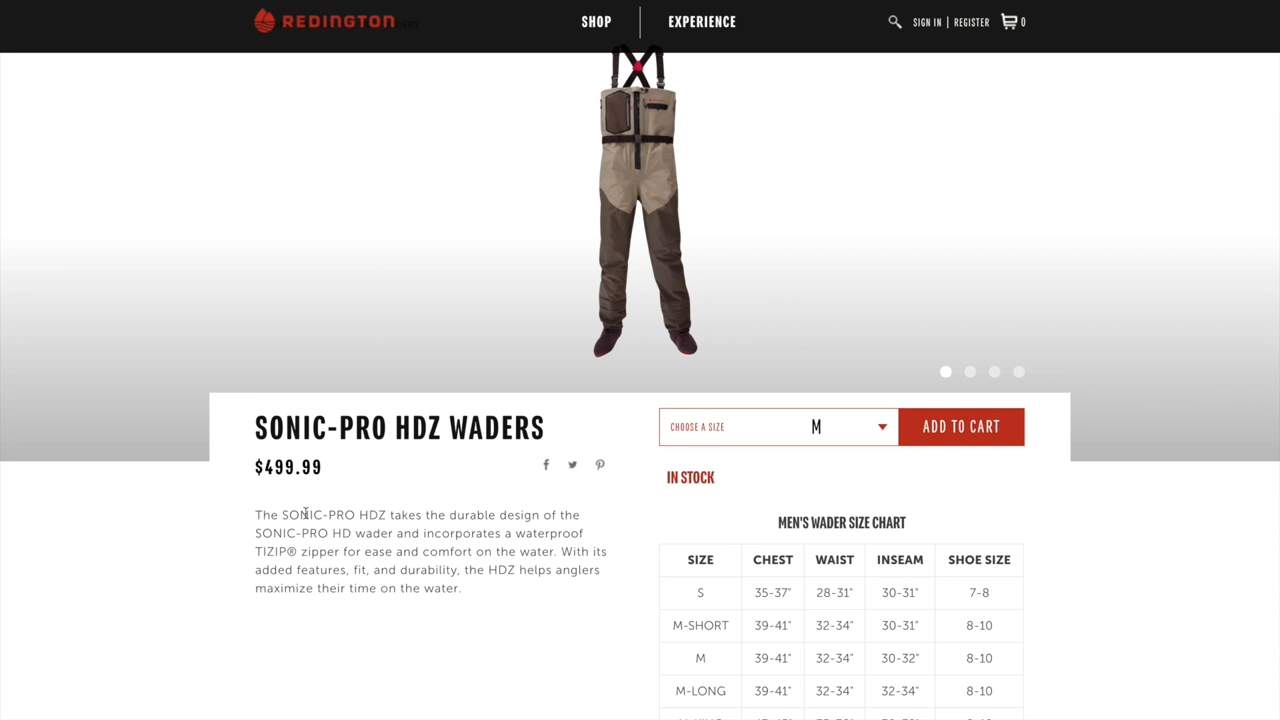 REDINGTON
SHOP
EXPERIENCE
SIGN IN | REGISTER
0
SONIC-PRO HDZ WADERS
$499.99
The SONIC-PRO HDZ takes the durable design of the
SONIC-PRO HD wader and incorporates a waterproof
TIZIP® zipper for ease and comfort on the water. With its
added features, fit, and durability, the HDZ helps anglers
maximize their time on the water.
CHOOSE A SIZE M
ADD TO CART
IN STOCK
MEN'S WADER SIZE CHART
SIZE CHEST WAIST INSEAM SHOE SIZE
S 35-37" 28-31" 30-31" 7-8
M-SHORT 39-41" 32-34" 30-31" 8-10
M 39-41" 32-34" 30-32" 8-10
M-LONG 39-41" 32-34" 32-34" 8-10